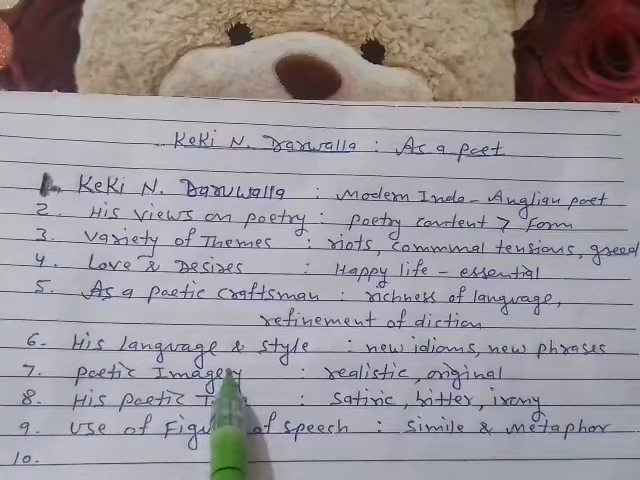 Keki N. Daruwalla : As a poet
1. Keki N. Daruwalla : Modern Indo-Anglian poet
2. His views on poetry : poetry content > form
3. Variety of Themes : riots, communal tensions, greed
4. Love & Desires : Happy life - essential
5. As a poetic craftsman : richness of language,
refinement of diction
6. His language & style : new idioms, new phrases
7. Poetic Imagery : realistic, original
8. His Poetic : Satiric, bitter, irony
9. Use of of speech : Simile & Metaphor
10.